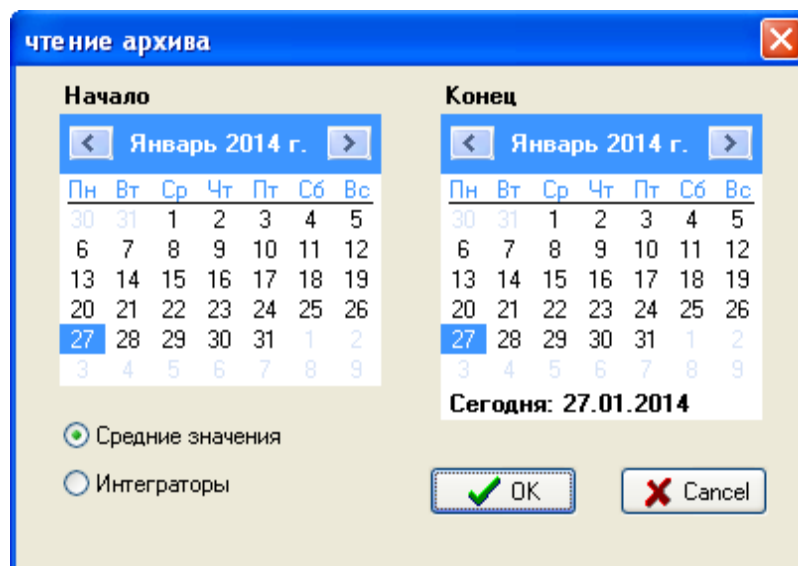 чтение архива
Начало
Январь 2014 г.
Пн Вт Ср Чт Пт Сб Вс
30 31 1 2 3 4 5
6 7 8 9 10 11 12
13 14 15 16 17 18 19
20 21 22 23 24 25 26
27 28 29 30 31 1 2
3 4 5 6 7 8 9
Конец
Январь 2014 г.
Пн Вт Ср Чт Пт Сб Вс
30 31 1 2 3 4 5
6 7 8 9 10 11 12
13 14 15 16 17 18 19
20 21 22 23 24 25 26
27 28 29 30 31 1 2
3 4 5 6 7 8 9
Сегодня: 27.01.2014
Средние значения
Интеграторы
OK
Cancel